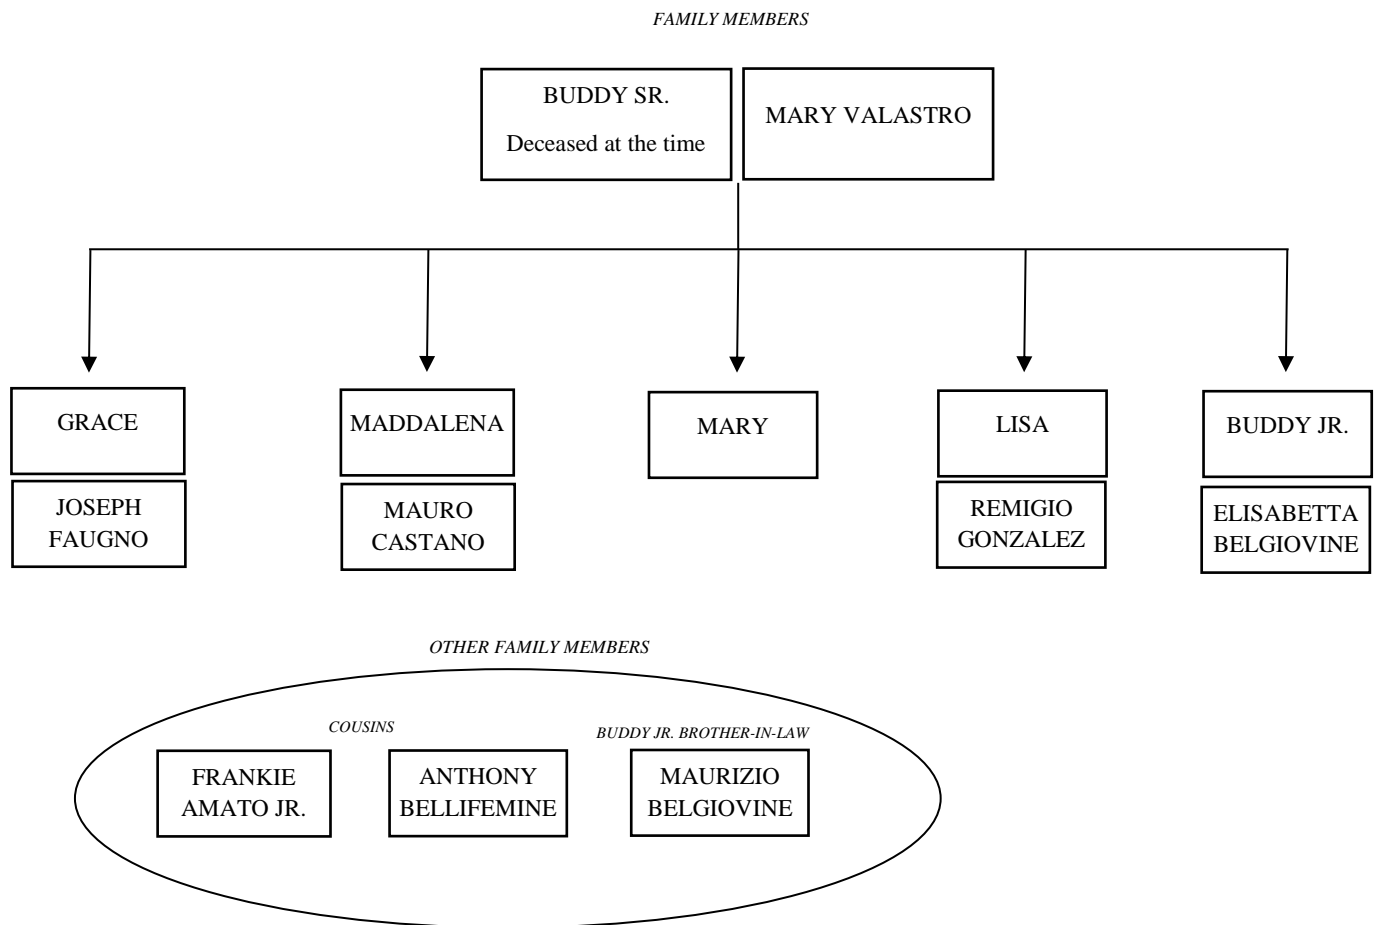 FAMILY MEMBERS
BUDDY SR.
Deceased at the time
MARY VALASTRO
GRACE
MADDALENA
MARY
LISA
BUDDY JR.
JOSEPH
FAUGNO
MAURO
CASTANO
REMIGIO
GONZALEZ
ELISABETTA
BELGIOVINE
OTHER FAMILY MEMBERS
COUSINS
BUDDY JR. BROTHER-IN-LAW
FRANKIE
AMATO JR.
ANTHONY
BELLIFEMINE
MAURIZIO
BELGIOVINE